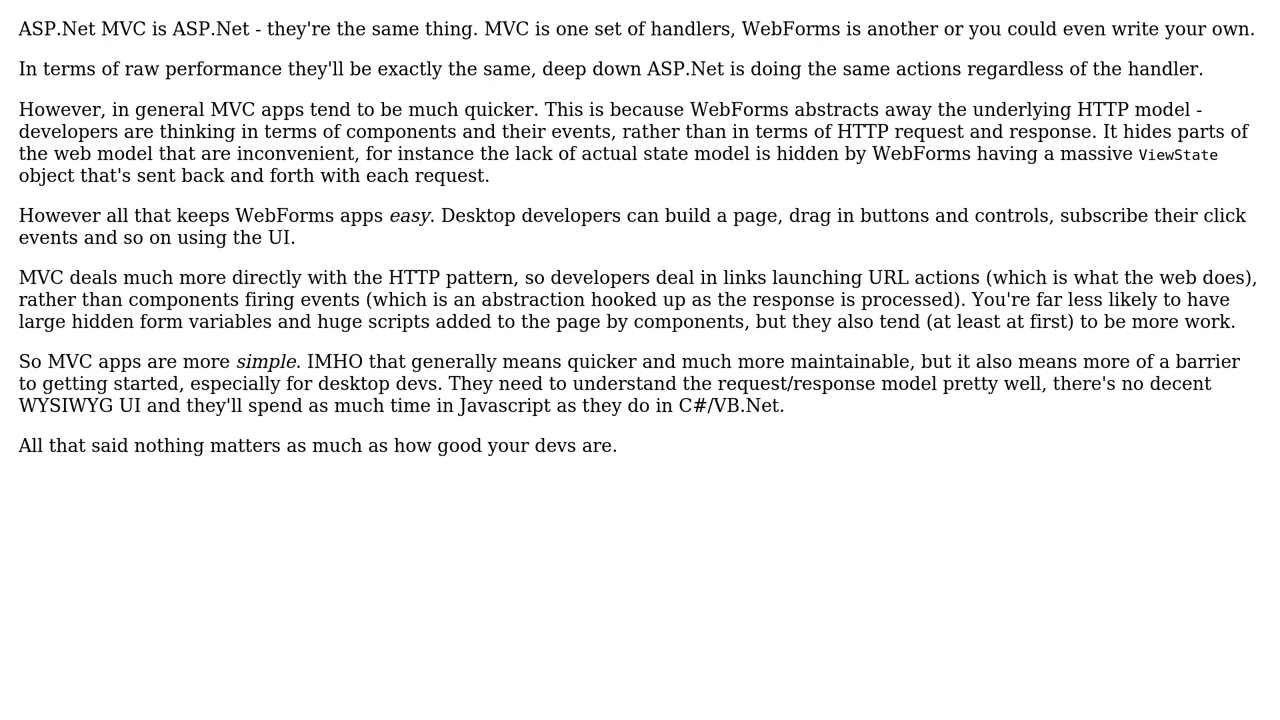 ASP.Net MVC is ASP.Net - they're the same thing. MVC is one set of handlers, WebForms is another or you could even write your own.
In terms of raw performance they'll be exactly the same, deep down ASP.Net is doing the same actions regardless of the handler.
However, in general MVC apps tend to be much quicker. This is because WebForms abstracts away the underlying HTTP model -
developers are thinking in terms of components and their events, rather than in terms of HTTP request and response. It hides parts of
the web model that are inconvenient, for instance the lack of actual state model is hidden by WebForms having a massive ViewState
object that's sent back and forth with each request.
However all that keeps WebForms apps easy. Desktop developers can build a page, drag in buttons and controls, subscribe their click
events and so on using the UI.
MVC deals much more directly with the HTTP pattern, so developers deal in links launching URL actions (which is what the web does),
rather than components firing events (which is an abstraction hooked up as the response is processed). You're far less likely to have
large hidden form variables and huge scripts added to the page by components, but they also tend (at least at first) to be more work.
So MVC apps are more simple. IMHO that generally means quicker and much more maintainable, but it also means more of a barrier
to getting started, especially for desktop devs. They need to understand the request/response model pretty well, there's no decent
WYSIWYG UI and they'll spend as much time in Javascript as they do in C#/VB.Net.
All that said nothing matters as much as how good your devs are.